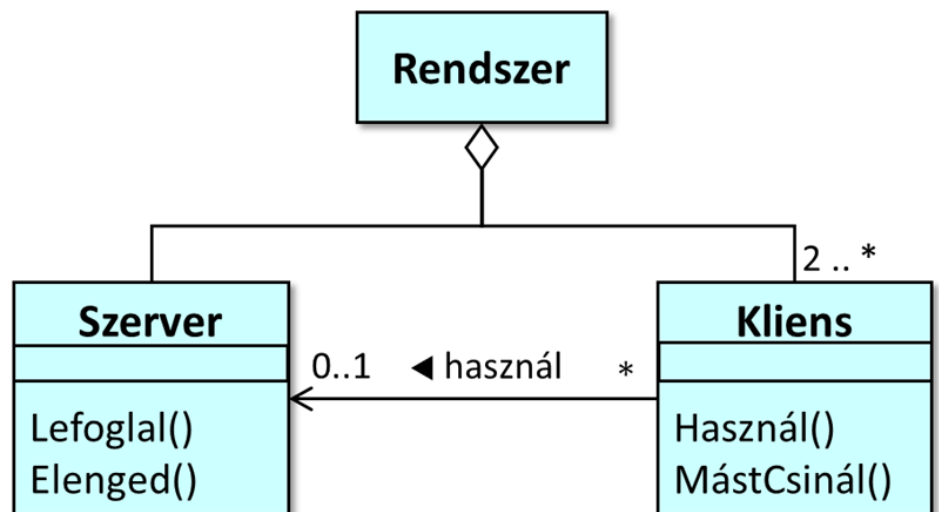 Rendszer
2 .. *
Szerver
Kliens
0..1 ◀ használ *
Lefoglal()
Elenged()
Használ()
MástCsinál()